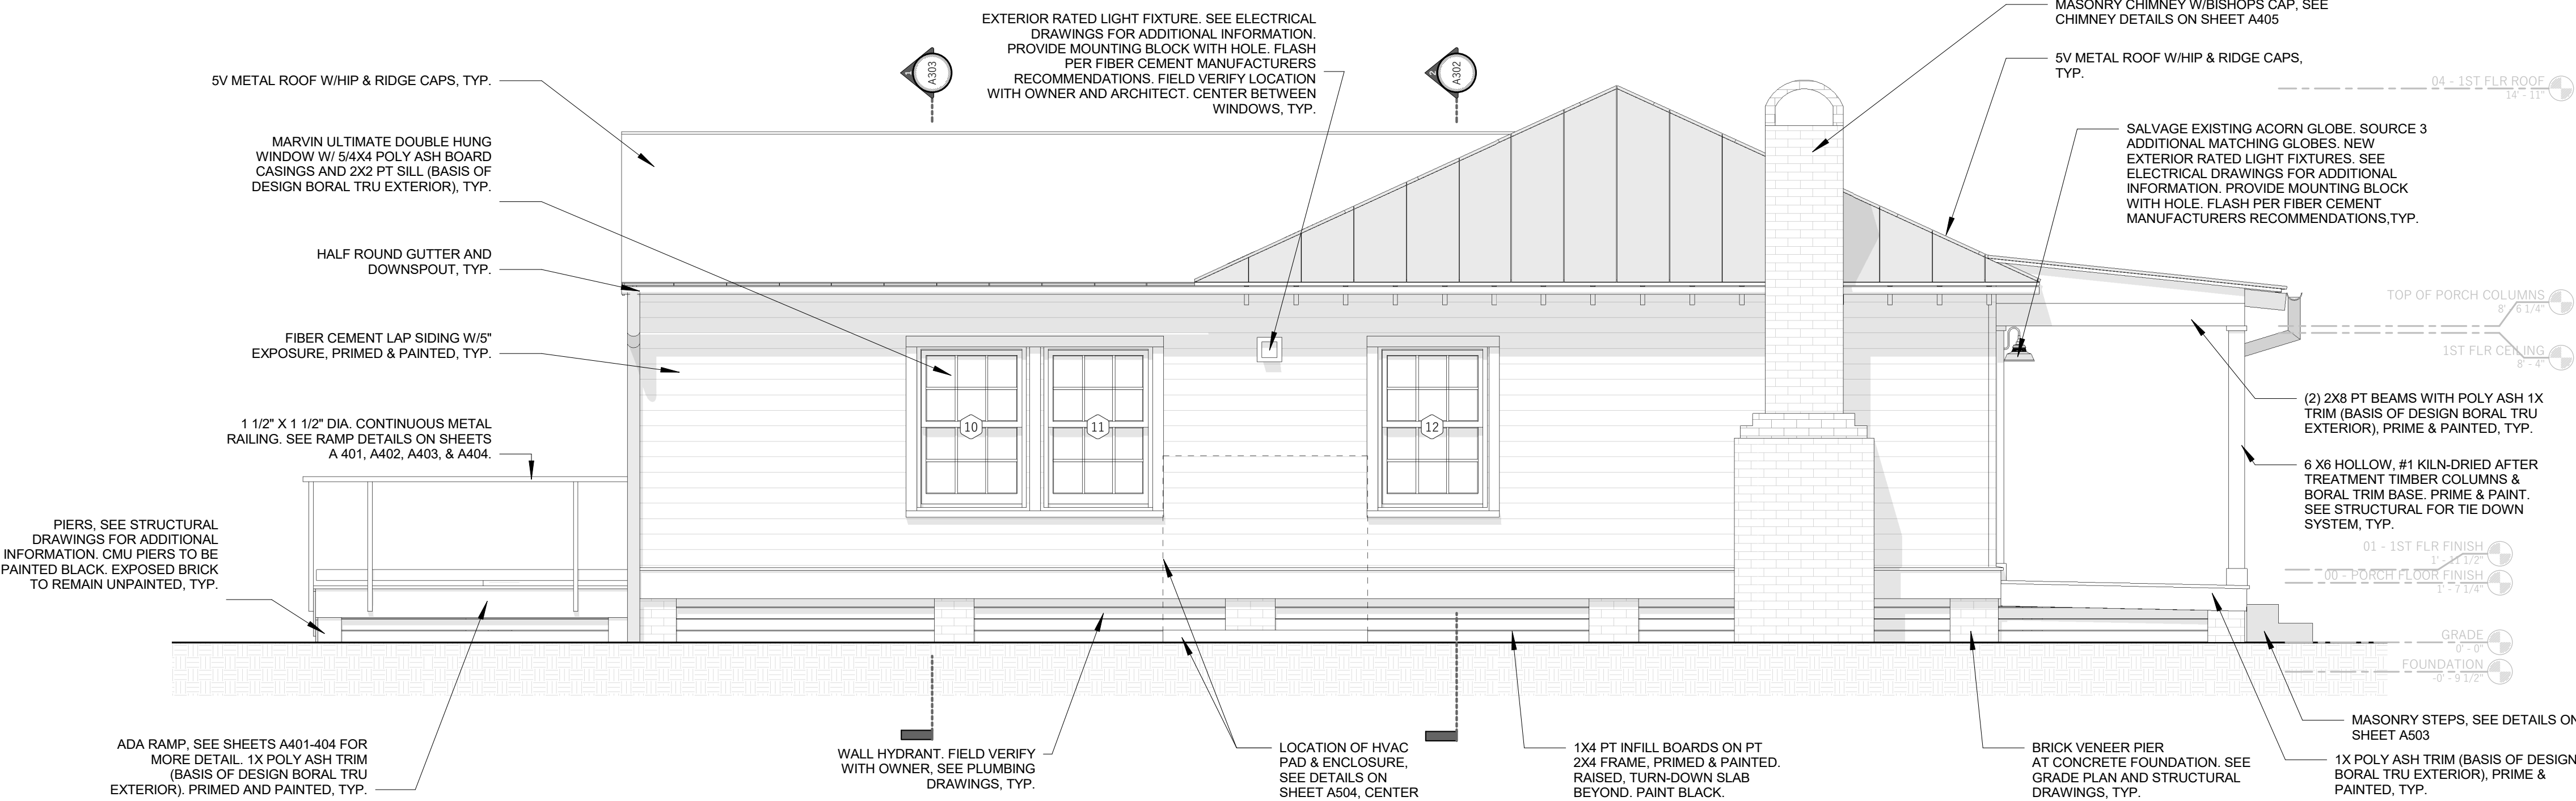 EXTERIOR RATED LIGHT FIXTURE. SEE ELECTRICAL
DRAWINGS FOR ADDITIONAL INFORMATION.
PROVIDE MOUNTING BLOCK WITH HOLE. FLASH
PER FIBER CEMENT MANUFACTURERS
RECOMMENDATIONS. FIELD VERIFY LOCATION
WITH OWNER AND ARCHITECT. CENTER BETWEEN
WINDOWS, TYP.
MASONRY CHIMNEY W/BISHOPS CAP, SEE
CHIMNEY DETAILS ON SHEET A405
1
A303
2
A302
5V METAL ROOF W/HIP & RIDGE CAPS, TYP.
5V METAL ROOF W/HIP & RIDGE CAPS,
TYP.
04 - 1ST FLR ROOF
14' - 11"
MARVIN ULTIMATE DOUBLE HUNG
WINDOW W/ 5/4X4 POLY ASH BOARD
CASINGS AND 2X2 PT SILL (BASIS OF
DESIGN BORAL TRU EXTERIOR), TYP.
SALVAGE EXISTING ACORN GLOBE. SOURCE 3
ADDITIONAL MATCHING GLOBES. NEW
EXTERIOR RATED LIGHT FIXTURES. SEE
ELECTRICAL DRAWINGS FOR ADDITIONAL
INFORMATION. PROVIDE MOUNTING BLOCK
WITH HOLE. FLASH PER FIBER CEMENT
MANUFACTURERS RECOMMENDATIONS,TYP.
HALF ROUND GUTTER AND
DOWNSPOUT, TYP.
TOP OF PORCH COLUMNS
8' - 6 1/4"
FIBER CEMENT LAP SIDING W/5"
EXPOSURE, PRIMED & PAINTED, TYP.
1ST FLR CEILING
8' - 4"
(2) 2X8 PT BEAMS WITH POLY ASH 1X
TRIM (BASIS OF DESIGN BORAL TRU
EXTERIOR), PRIME & PAINTED, TYP.
1 1/2" X 1 1/2" DIA. CONTINUOUS METAL
RAILING. SEE RAMP DETAILS ON SHEETS
A 401, A402, A403, & A404.
10
11
12
6 X6 HOLLOW, #1 KILN-DRIED AFTER
TREATMENT TIMBER COLUMNS &
BORAL TRIM BASE. PRIME & PAINT.
SEE STRUCTURAL FOR TIE DOWN
SYSTEM, TYP.
PIERS, SEE STRUCTURAL
DRAWINGS FOR ADDITIONAL
INFORMATION. CMU PIERS TO BE
PAINTED BLACK. EXPOSED BRICK
TO REMAIN UNPAINTED, TYP.
01 - 1ST FLR FINISH
1' - 11 1/2"
00 - PORCH FLOOR FINISH
1' - 7 1/4"
GRADE
0' - 0"
FOUNDATION
-0' - 9 1/2"
ADA RAMP, SEE SHEETS A401-404 FOR
MORE DETAIL. 1X POLY ASH TRIM
(BASIS OF DESIGN BORAL TRU
EXTERIOR). PRIMED AND PAINTED, TYP.
WALL HYDRANT. FIELD VERIFY
WITH OWNER, SEE PLUMBING
DRAWINGS, TYP.
LOCATION OF HVAC
PAD & ENCLOSURE,
SEE DETAILS ON
SHEET A504, CENTER
1X4 PT INFILL BOARDS ON PT
2X4 FRAME, PRIMED & PAINTED.
RAISED, TURN-DOWN SLAB
BEYOND. PAINT BLACK.
BRICK VENEER PIER
AT CONCRETE FOUNDATION. SEE
GRADE PLAN AND STRUCTURAL
DRAWINGS, TYP.
MASONRY STEPS, SEE DETAILS ON
SHEET A503
1X POLY ASH TRIM (BASIS OF DESIGN
BORAL TRU EXTERIOR), PRIME &
PAINTED, TYP.